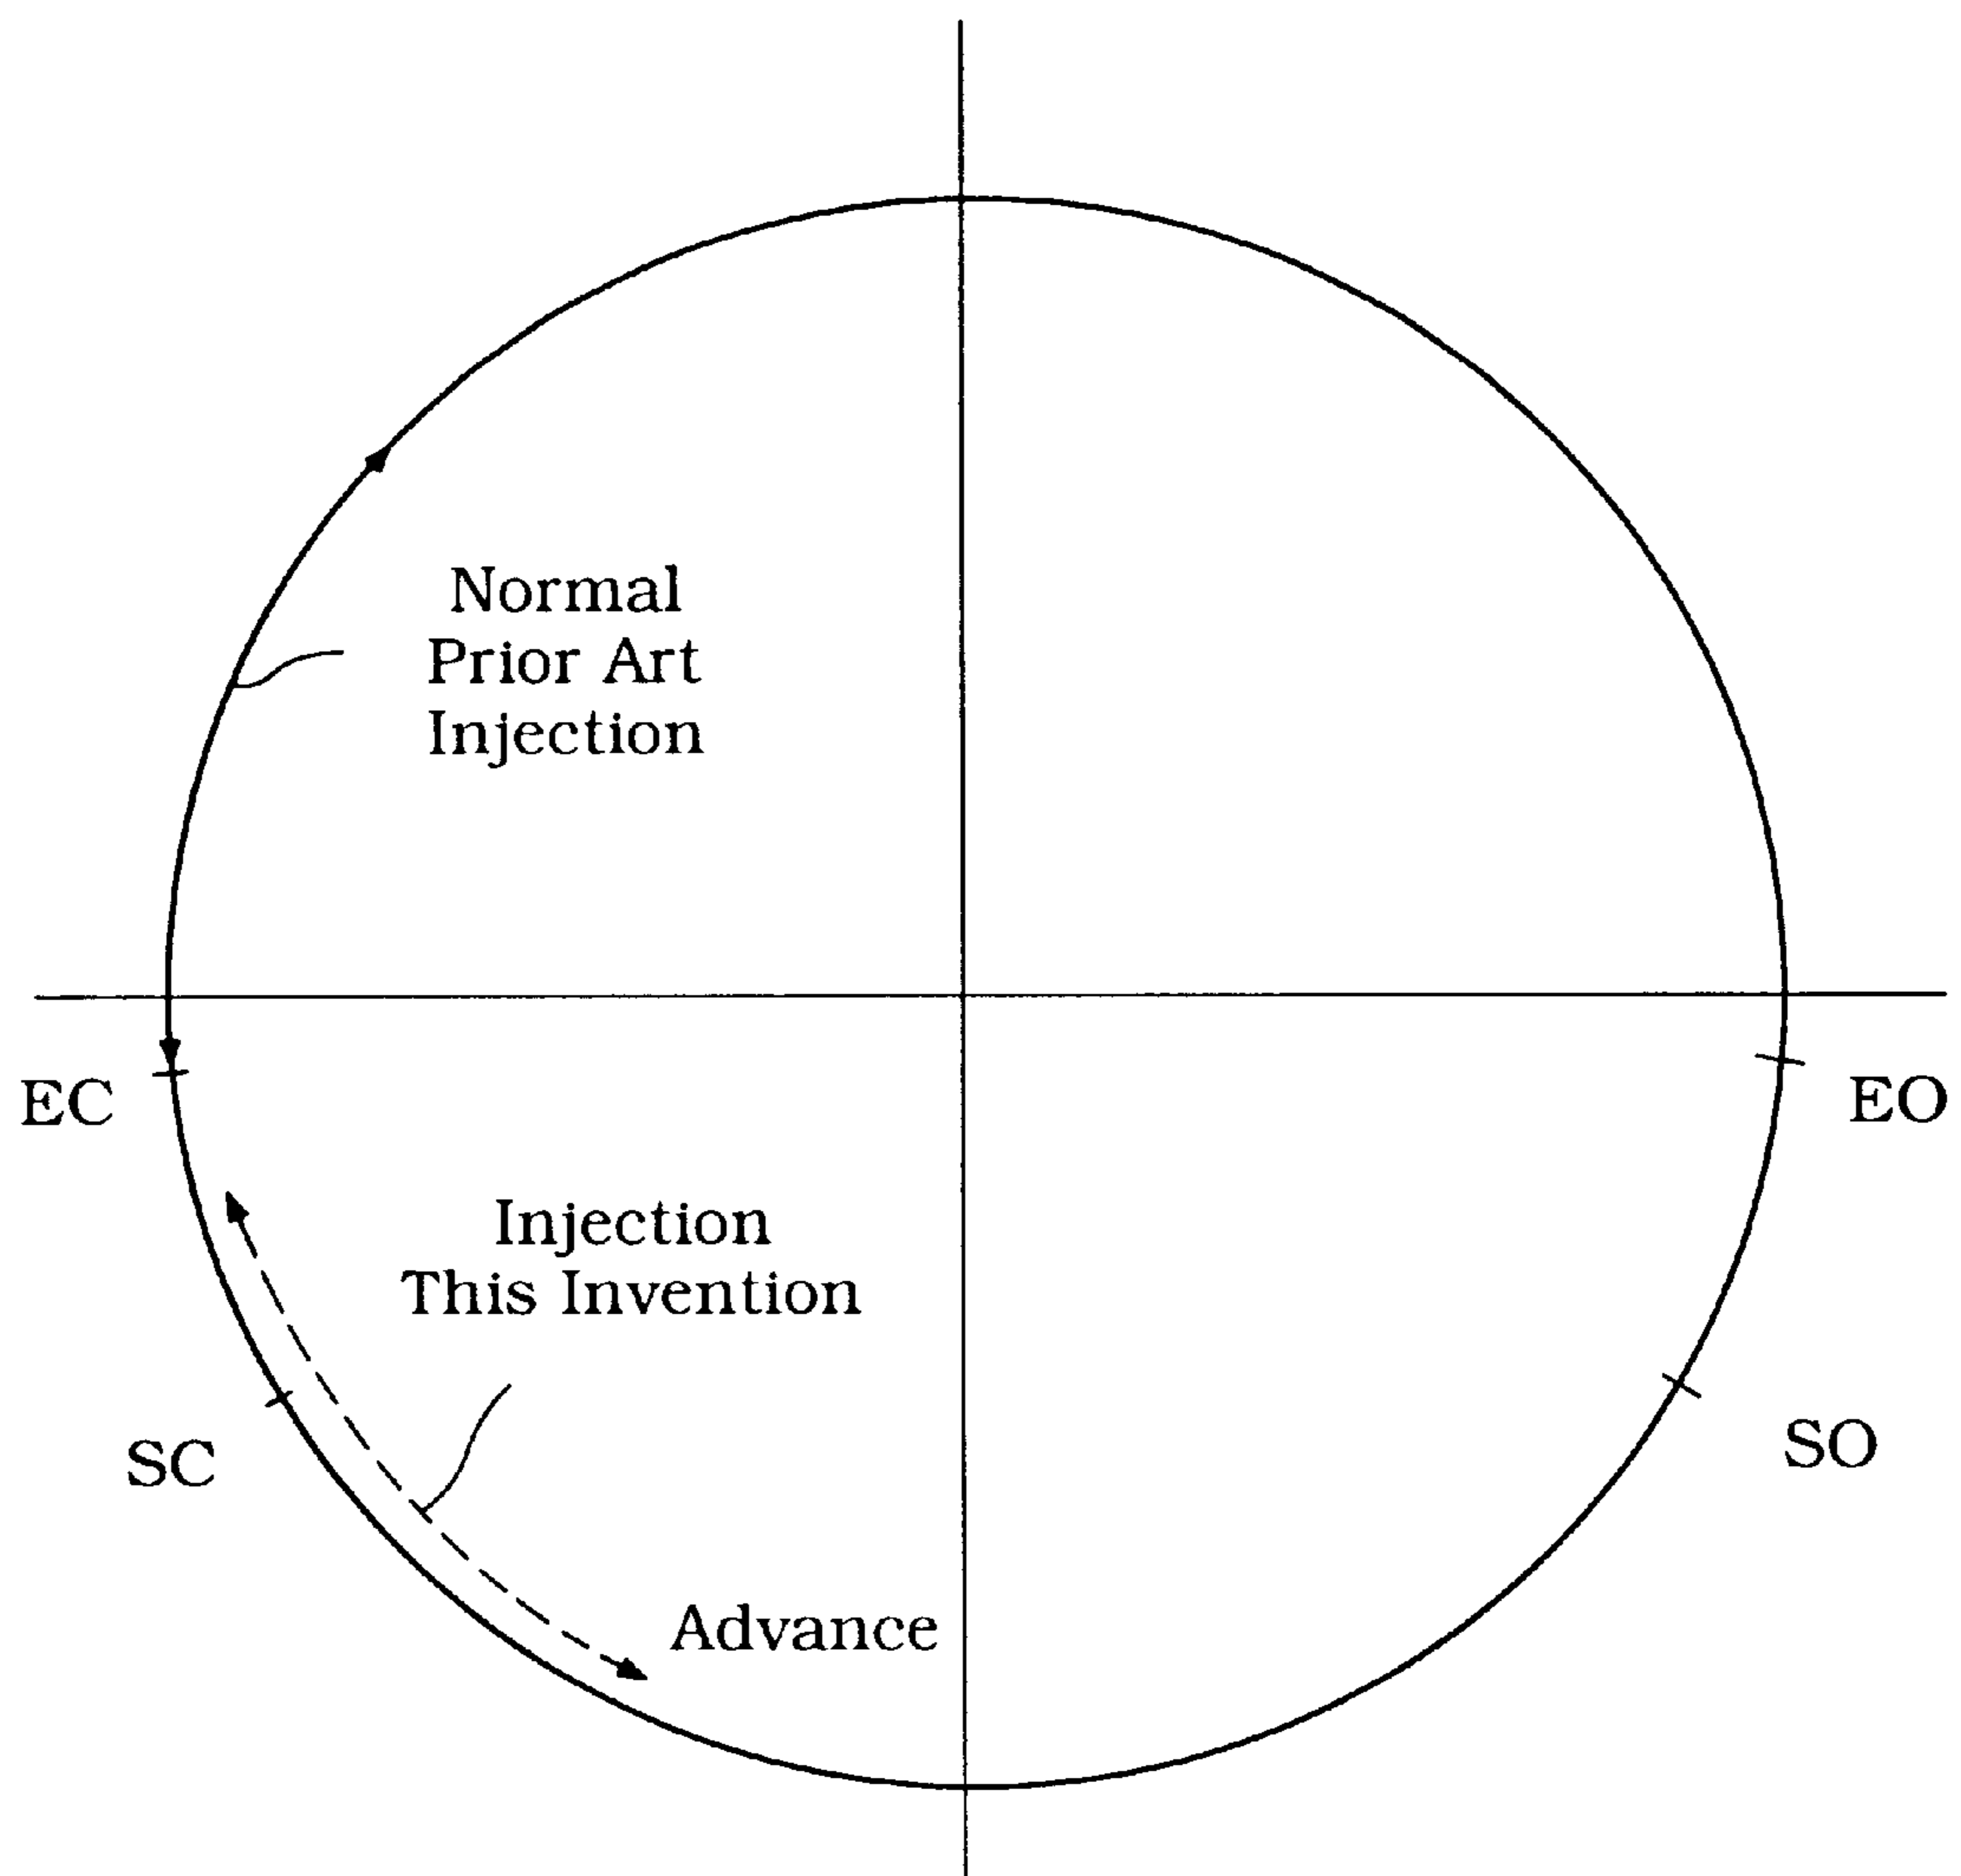 Normal
Prior Art
Injection
EC
EO
Injection
This Invention
SC
SO
Advance